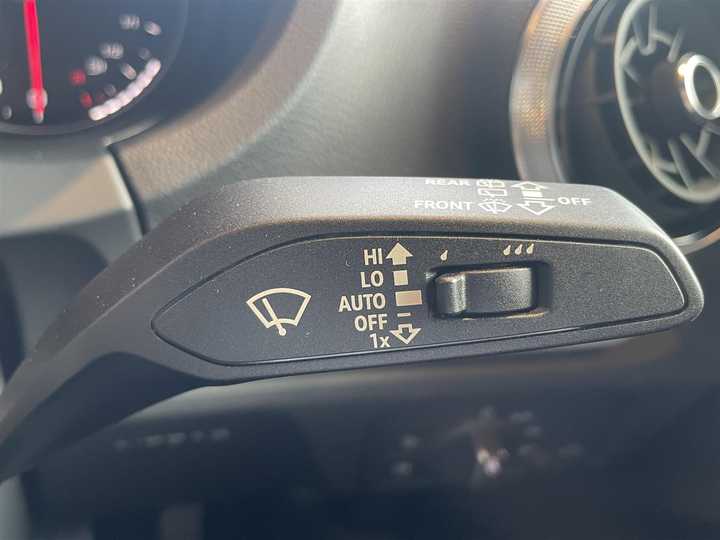 REAR
FRONT OFF
HI
LO
AUTO
OFF
1x